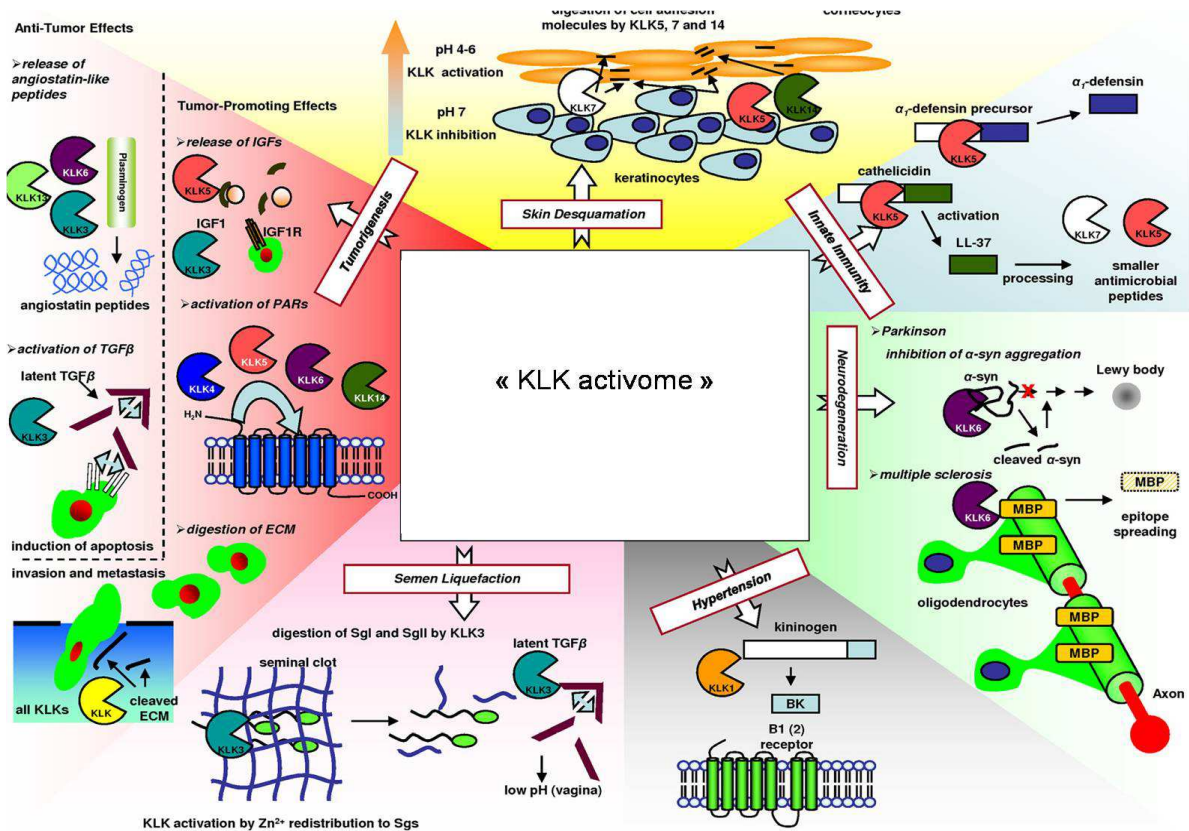 Anti-Tumor Effects
➢release of
angiostatin-like
peptides
KLK6
KLK13
KLK3
Plasminogen
angiostatin peptides
➢activation of TGFβ
latent TGFβ
KLK3
induction of apoptosis
Tumor-Promoting Effects
➢release of IGFs
KLK5
IGF1
IGF1R
KLK3
➢activation of PARs
KLK4
KLK5
KLK6
KLK14
H₂N
COOH
➢digestion of ECM
invasion and metastasis
all KLKs
KLK
cleaved
ECM
Tumorigenesis
digestion of cell adhesion
molecules by KLK5, 7 and 14
corneocytes
pH 4-6
KLK activation
pH 7
KLK inhibition
KLK7
KLK5
KLK14
keratinocytes
Skin Desquamation
Innate Immunity
α₁-defensin
α₁-defensin precursor
KLK5
cathelicidin
KLK5
activation
LL-37
processing
KLK7
KLK5
smaller
antimicrobial
peptides
« KLK activome »
Neurodegeneration
➢Parkinson
inhibition of α-syn aggregation
α-syn
Lewy body
X
KLK6
cleaved α-syn
➢multiple sclerosis
KLK6
MBP
MBP
MBP
epitope
spreading
oligodendrocytes
MBP
MBP
Axon
Semen Liquefaction
digestion of SgI and SgII by KLK3
seminal clot
KLK3
latent TGFβ
KLK3
low pH (vagina)
KLK activation by Zn²⁺ redistribution to Sgs
Hypertension
kininogen
KLK1
BK
B1 (2)
receptor